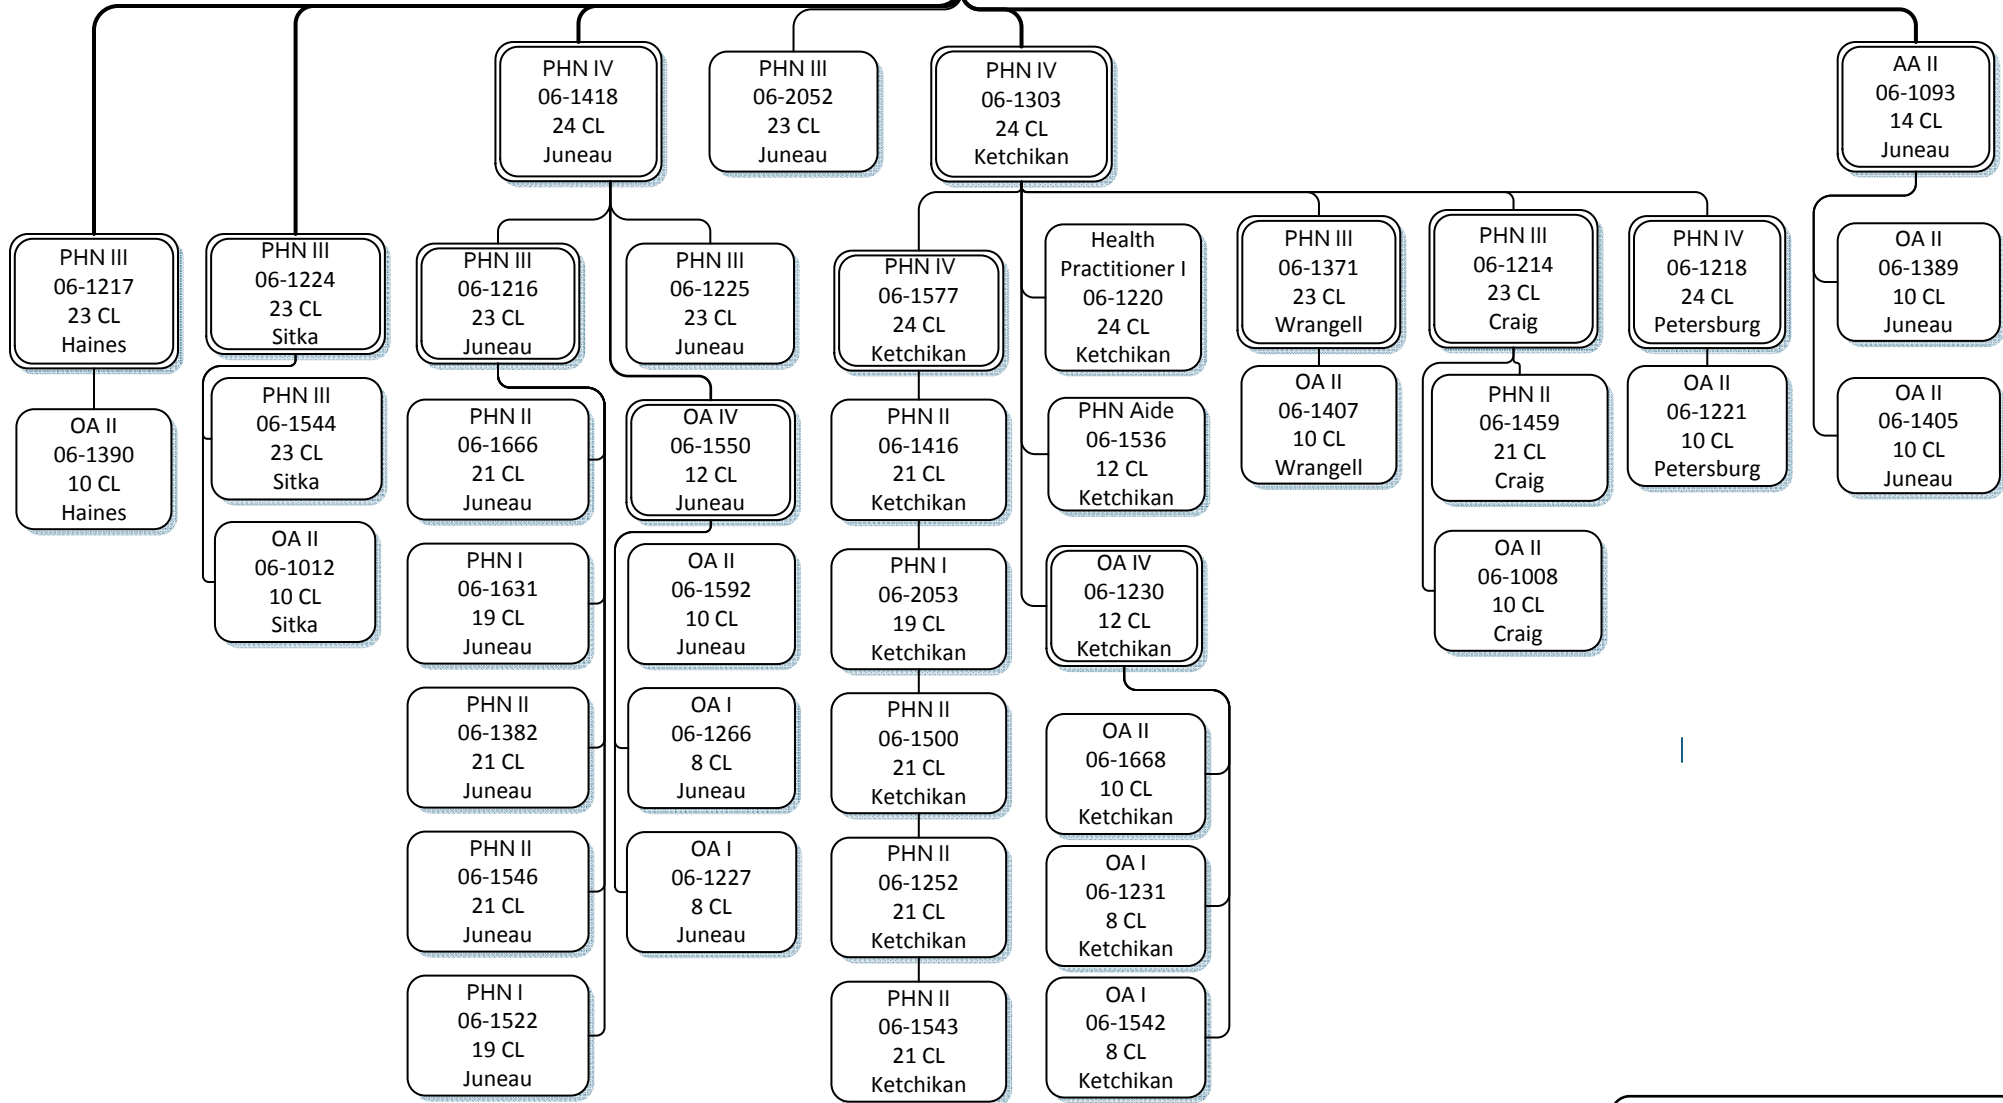 PHN IV
06-1418
24 CL
Juneau
PHN III
06-2052
23 CL
Juneau
PHN IV
06-1303
24 CL
Ketchikan
AA II
06-1093
14 CL
Juneau
PHN III
06-1217
23 CL
Haines
PHN III
06-1224
23 CL
Sitka
PHN III
06-1216
23 CL
Juneau
PHN III
06-1225
23 CL
Juneau
PHN IV
06-1577
24 CL
Ketchikan
Health
Practitioner I
06-1220
24 CL
Ketchikan
PHN III
06-1371
23 CL
Wrangell
PHN III
06-1214
23 CL
Craig
PHN IV
06-1218
24 CL
Petersburg
OA II
06-1389
10 CL
Juneau
OA II
06-1390
10 CL
Haines
PHN III
06-1544
23 CL
Sitka
PHN II
06-1666
21 CL
Juneau
OA IV
06-1550
12 CL
Juneau
PHN II
06-1416
21 CL
Ketchikan
PHN Aide
06-1536
12 CL
Ketchikan
OA II
06-1407
10 CL
Wrangell
PHN II
06-1459
21 CL
Craig
OA II
06-1221
10 CL
Petersburg
OA II
06-1405
10 CL
Juneau
OA II
06-1012
10 CL
Sitka
PHN I
06-1631
19 CL
Juneau
OA II
06-1592
10 CL
Juneau
PHN I
06-2053
19 CL
Ketchikan
OA IV
06-1230
12 CL
Ketchikan
OA II
06-1008
10 CL
Craig
PHN II
06-1382
21 CL
Juneau
OA I
06-1266
8 CL
Juneau
PHN II
06-1500
21 CL
Ketchikan
OA II
06-1668
10 CL
Ketchikan
PHN II
06-1546
21 CL
Juneau
OA I
06-1227
8 CL
Juneau
PHN II
06-1252
21 CL
Ketchikan
OA I
06-1231
8 CL
Ketchikan
PHN I
06-1522
19 CL
Juneau
PHN II
06-1543
21 CL
Ketchikan
OA I
06-1542
8 CL
Ketchikan